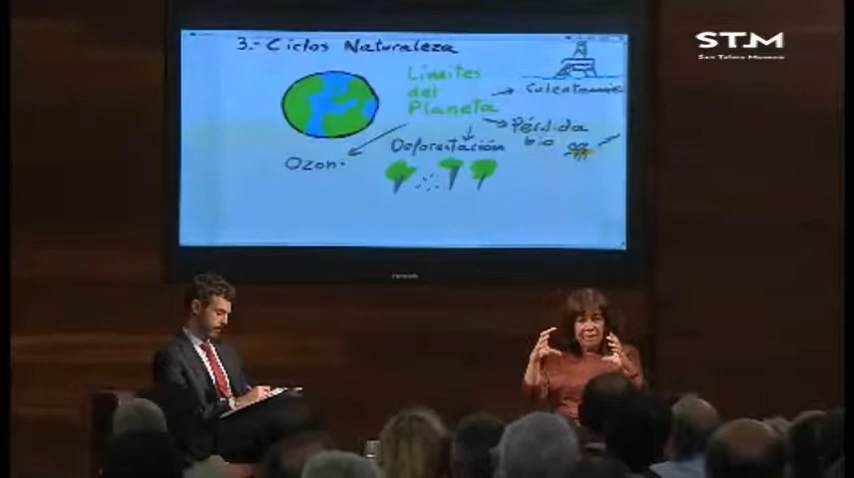 STM
San Telmo Museoa
3.- Ciclos Naturaleza
Límites
del
Planeta
Calentamiento
Pérdida
bio
Deforestación
Ozon.